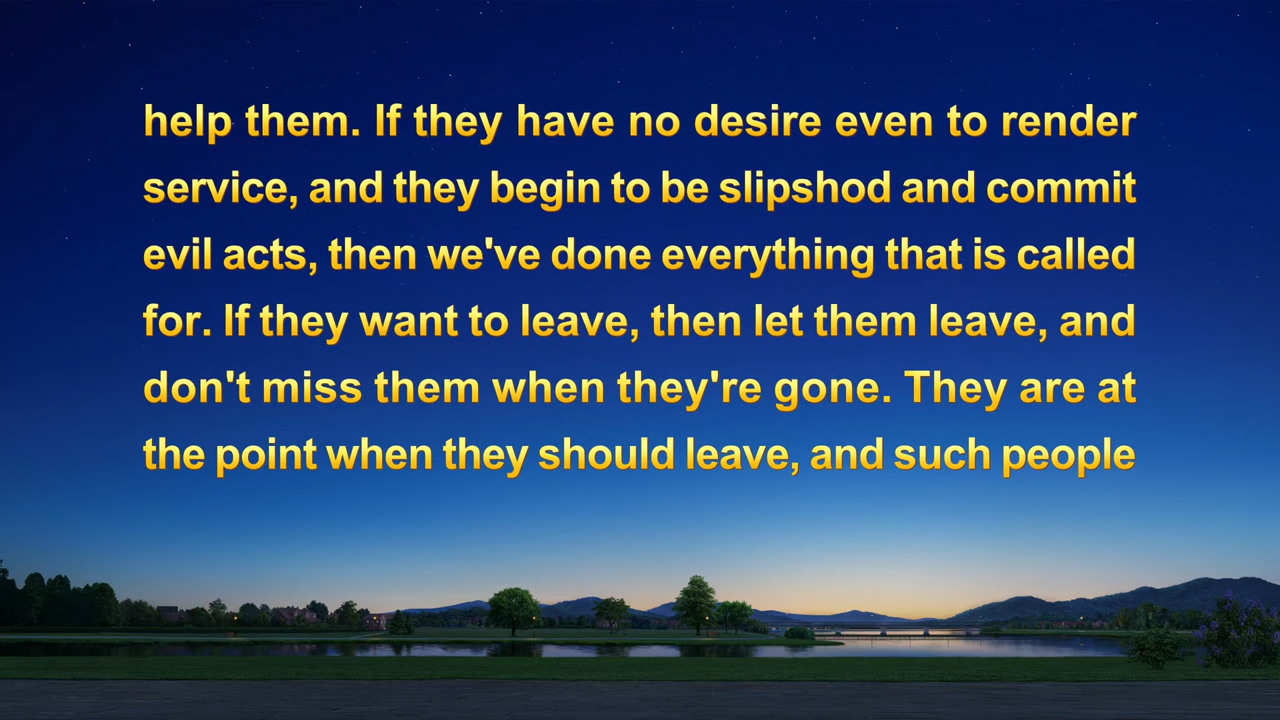 help them. If they have no desire even to render
service, and they begin to be slipshod and commit
evil acts, then we've done everything that is called
for. If they want to leave, then let them leave, and
don't miss them when they're gone. They are at
the point when they should leave, and such people